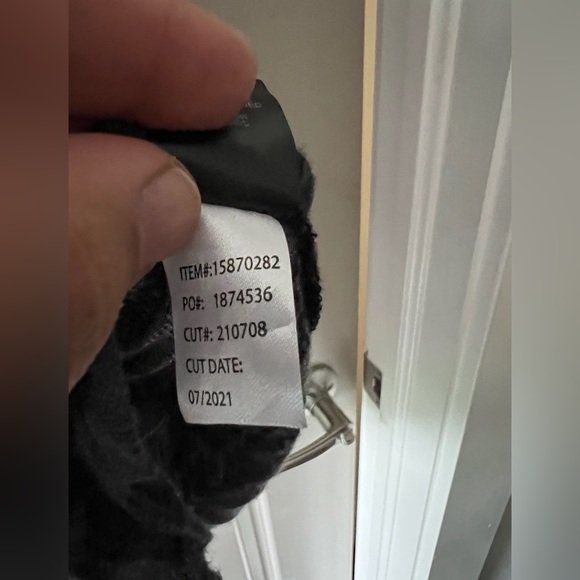 ITEM#:15870282
PO#: 1874536
CUT#: 210708
CUT DATE:
07/2021